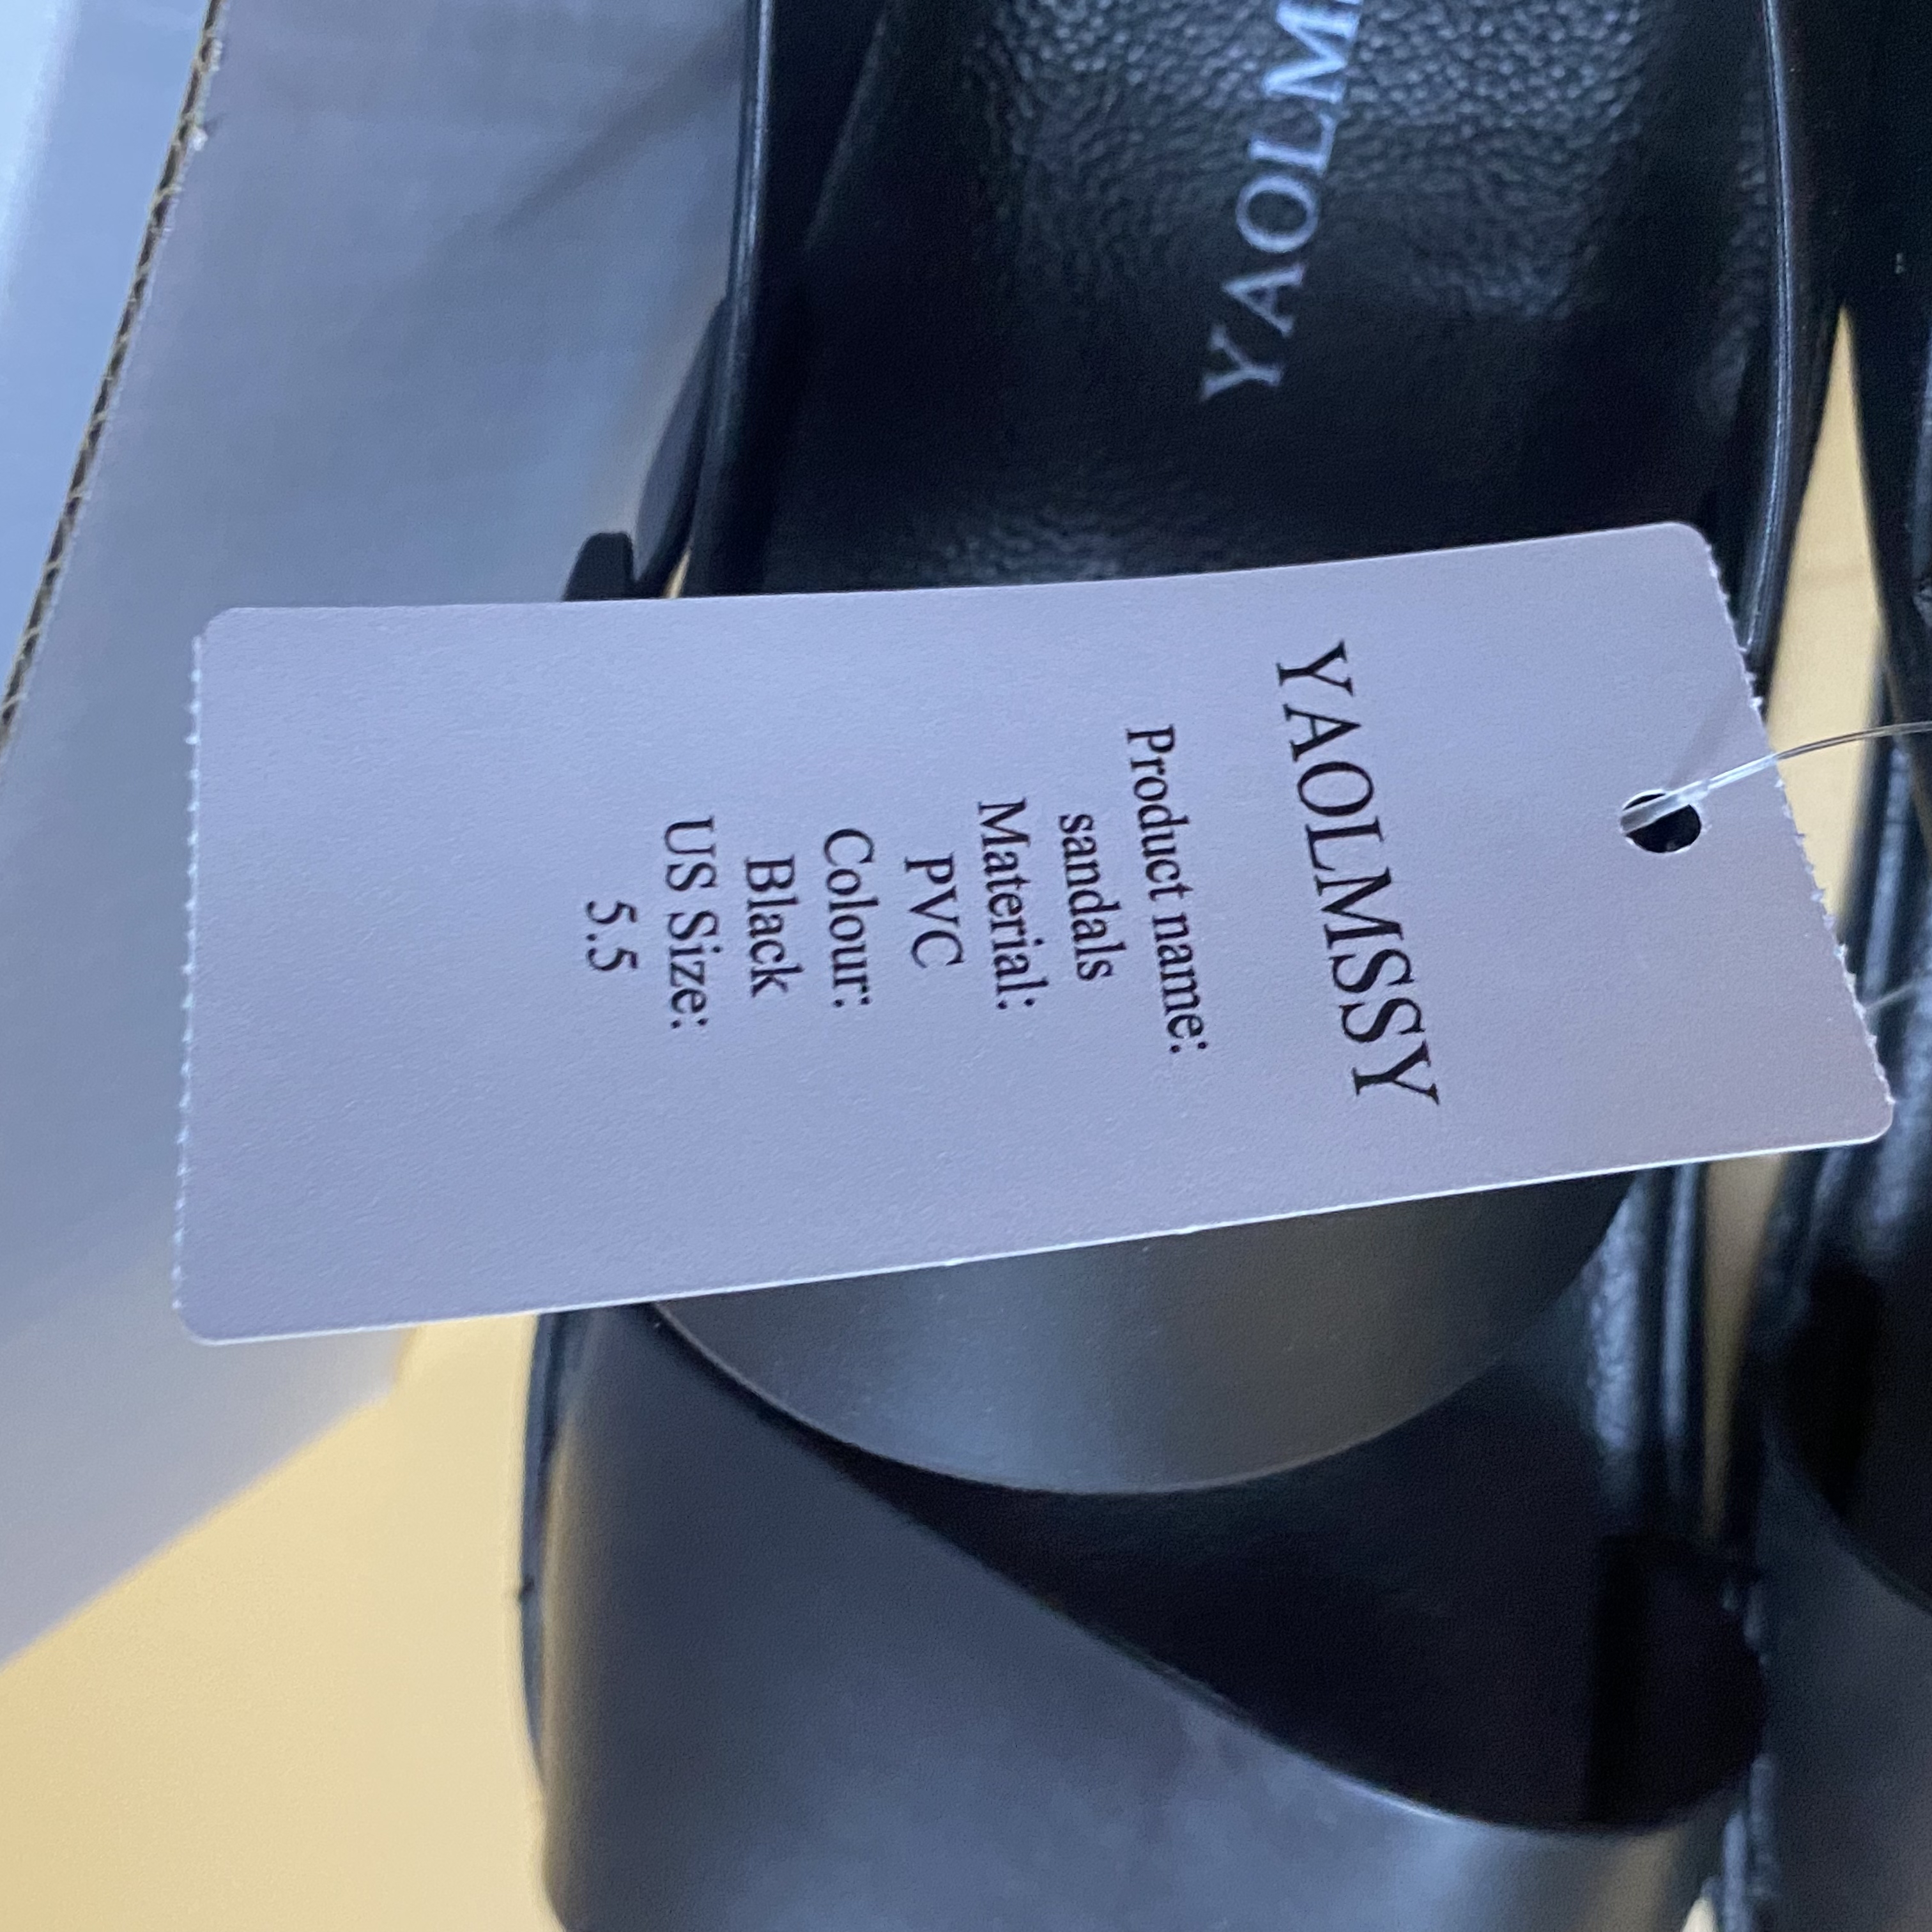 YAOLM
YAOLMSSY
Product name:
sandals
Material:
PVC
Colour:
Black
US Size:
5.5